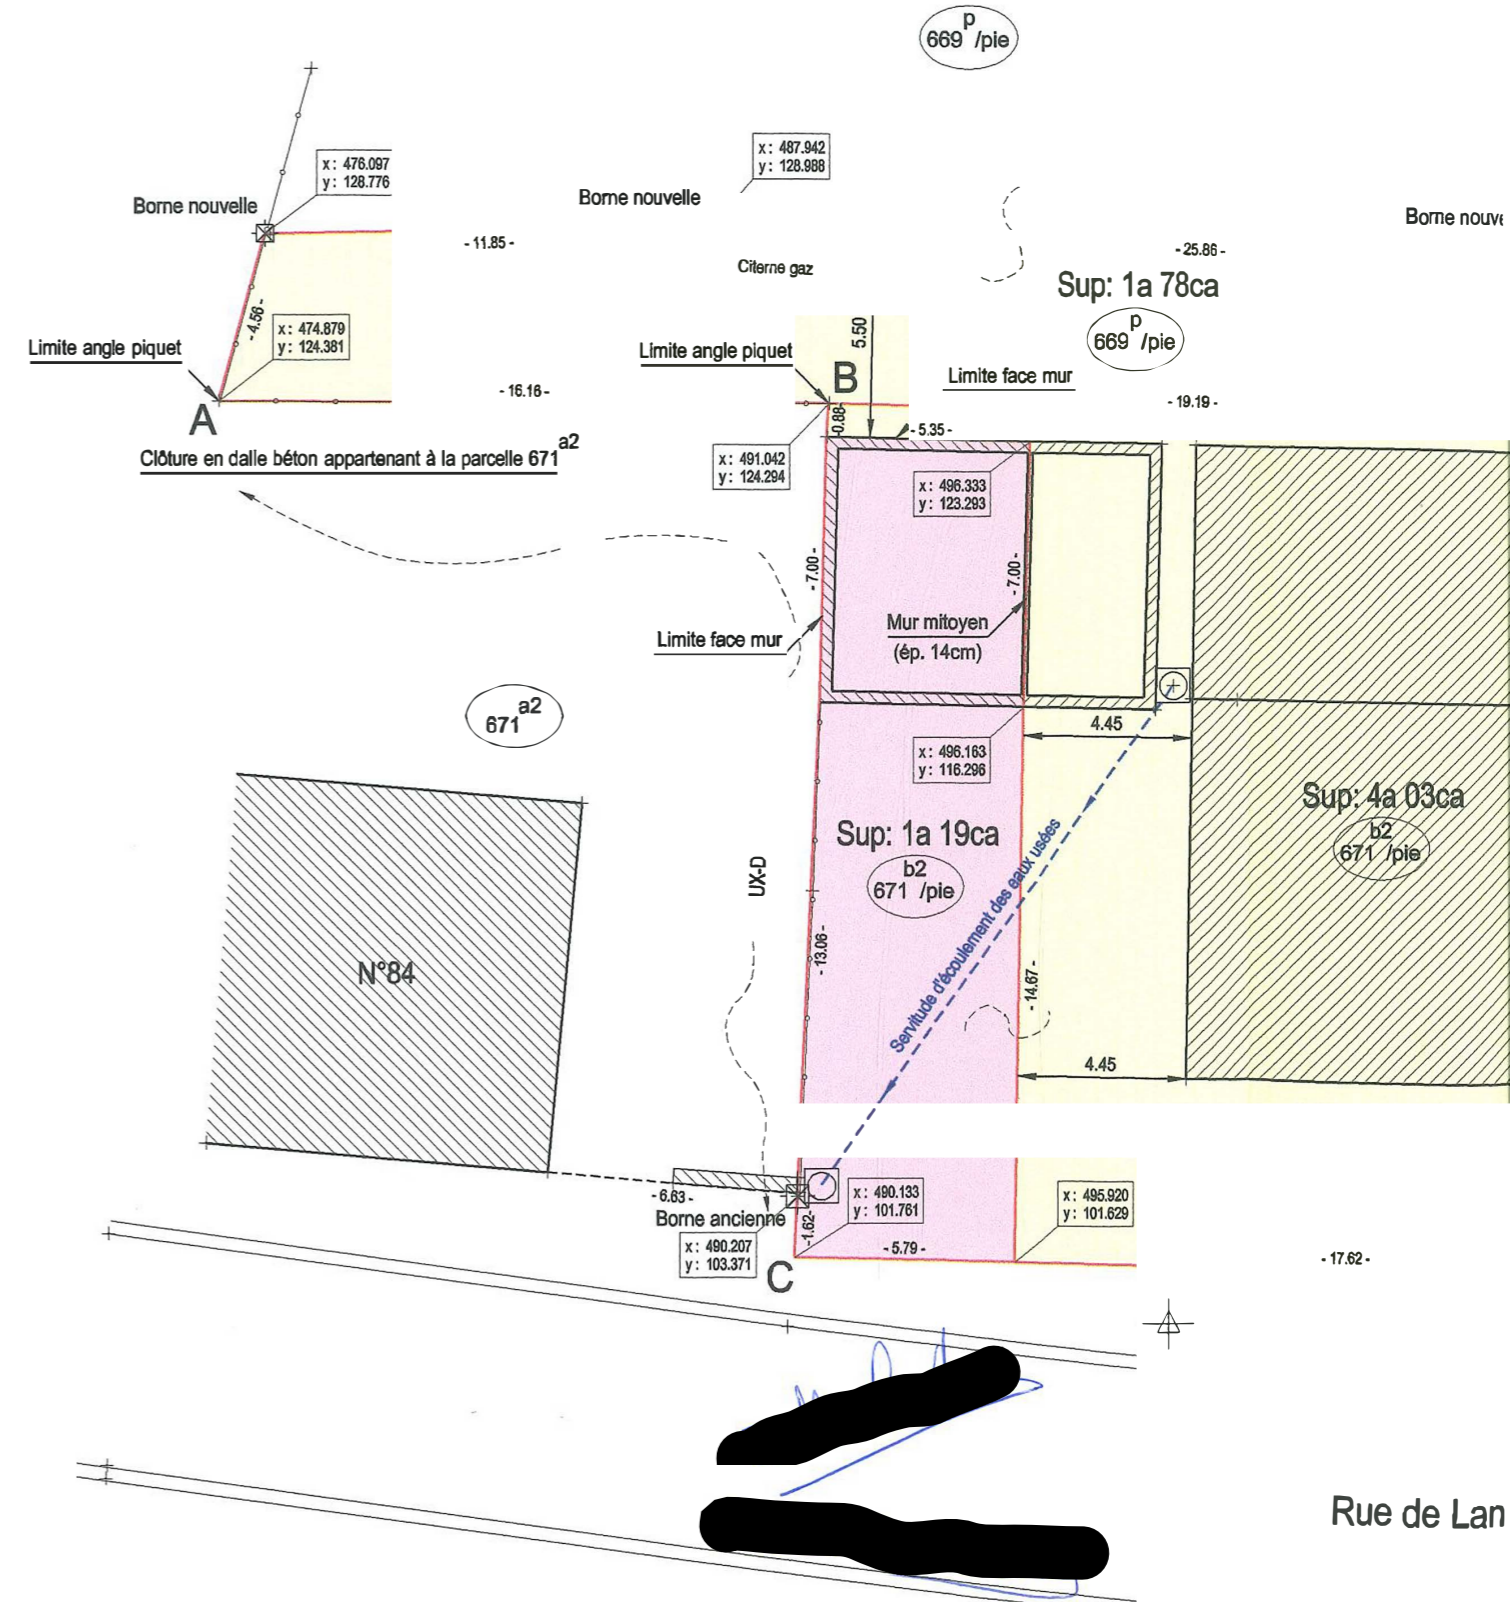 p
669 /pie
x: 487.942
y: 128.988
x: 476.097
y: 128.776
Borne nouvelle
Borne nouvelle
Borne nouve
- 11.85 -
- 25.86 -
Citerne gaz
Sup: 1a 78ca
p
669 /pie
- 4.56 -
x: 474.879
y: 124.381
5.50
Limite angle piquet
Limite angle piquet
B
Limite face mur
- 16.16 -
- 19.19 -
A
-0.88-
- 5.35 -
Clôture en dalle béton appartenant à la parcelle 671 a2
x: 491.042
y: 124.294
x: 496.333
y: 123.293
- 7.00 -
- 7.00 -
Mur mitoyen
(ép. 14cm)
Limite face mur
a2
671
4.45
x: 496.163
y: 116.296
Sup: 4a 03ca
b2
671 /pie
Sup: 1a 19ca
b2
671 /pie
UX-D
Servitude d'écoulement des eaux usées
- 13.06 -
N°84
- 14.67 -
4.45
- 6.63 -
Borne ancienne
x: 490.133
y: 101.761
x: 495.920
y: 101.629
-1.62-
x: 490.207
y: 103.371
- 5.79 -
- 17.62 -
C
Rue de Lan